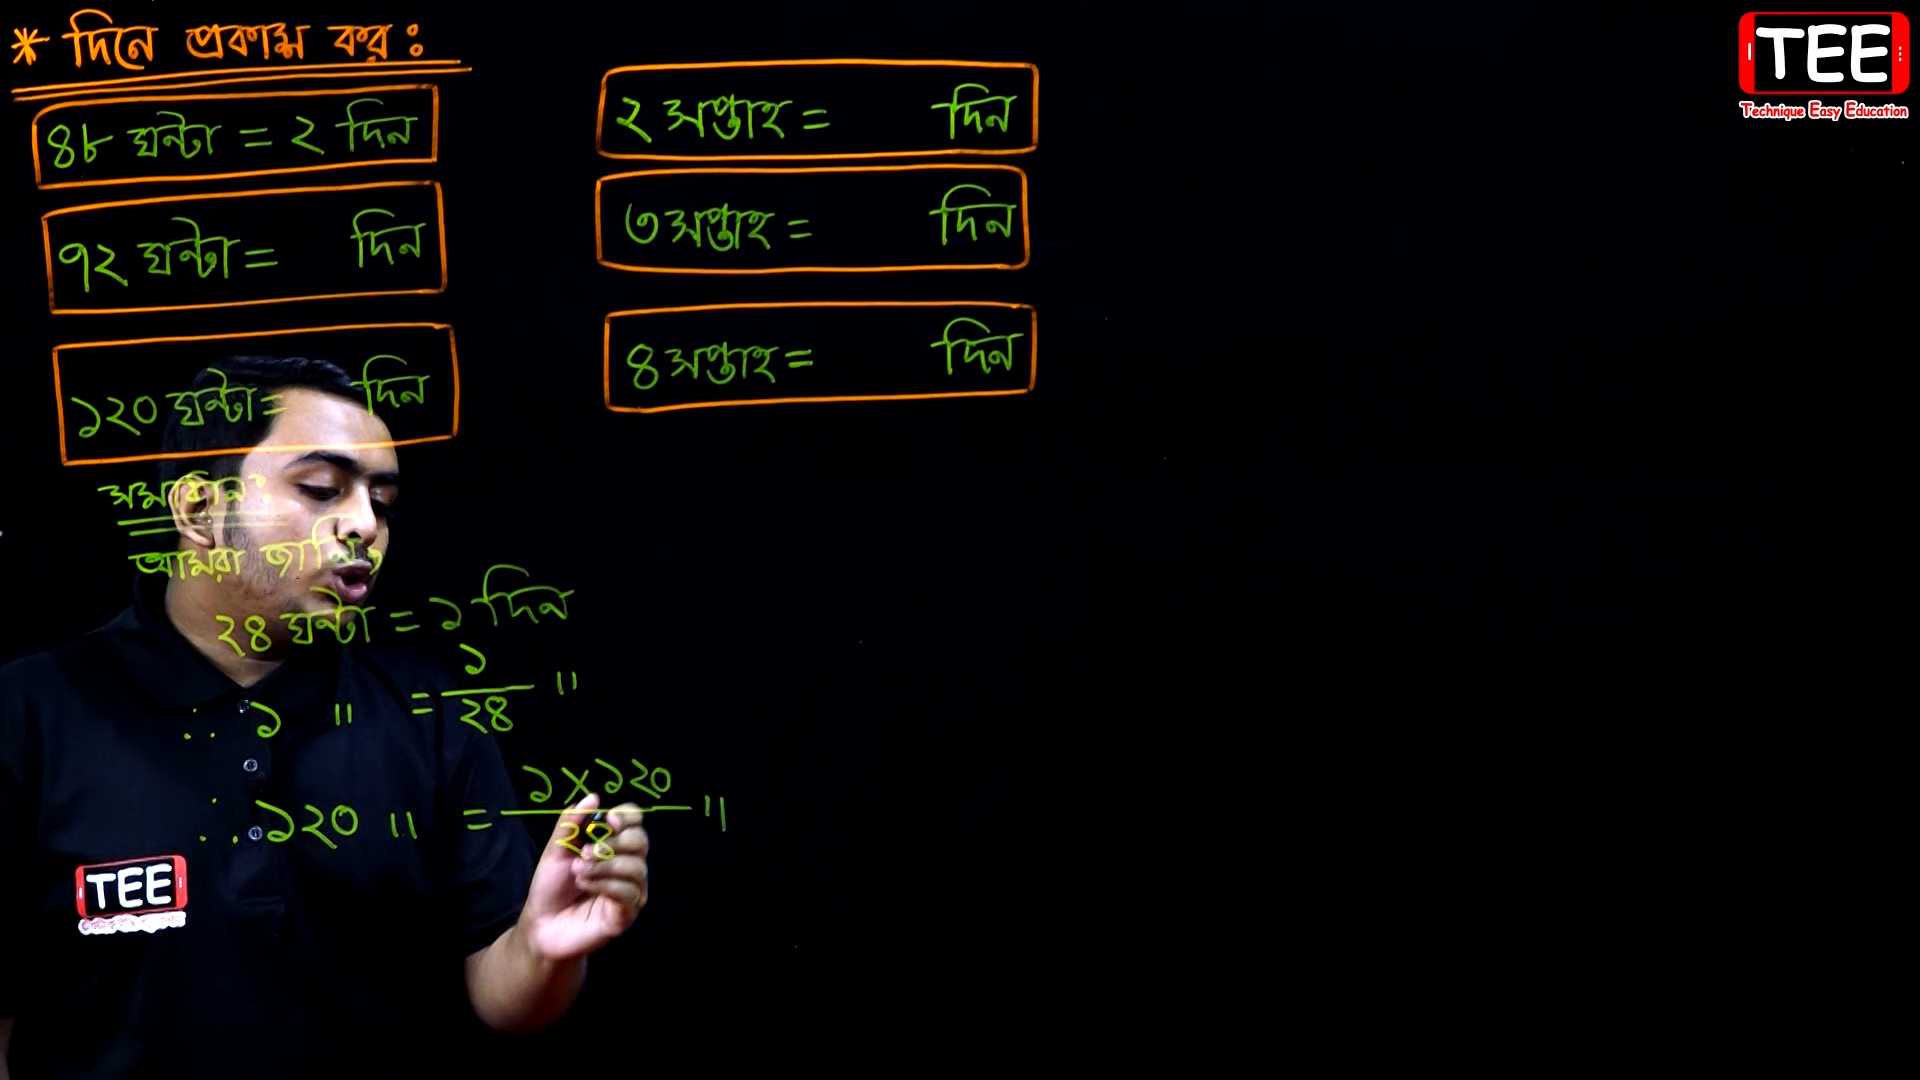 * দিনে প্রকাশ কর ঃ
৪৮ ঘন্টা = ২ দিন
৭২ ঘন্টা = দিন
১২০ ঘন্টা = দিন
২ সপ্তাহ = দিন
৩ সপ্তাহ = দিন
৪ সপ্তাহ = দিন
সমাধান ঃ
আমরা জানি,
২৪ ঘন্টা = ১ দিন
∴ ১ " = ১/২৪ "
∴ ১২০ " = ১ × ১২০/২৪ "
TEE
Technique Easy Education
TEE